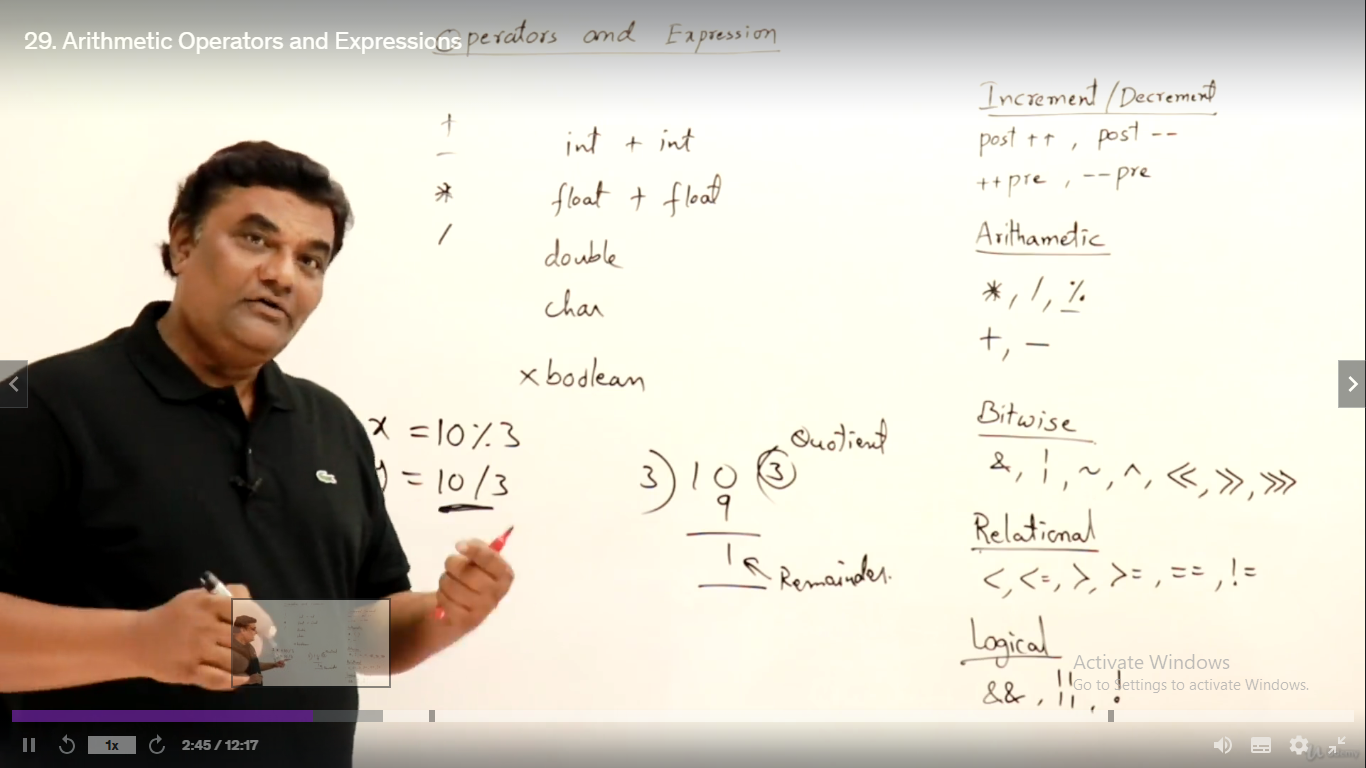 29. Arithmetic Operators and Expressions
Operators and Expression
+
−
*
/
int + int
float + float
double
char
× boolean
x = 10 % 3
y = 10 / 3
3) 10 (3
Quotient
9
1
Remainder.
Increment/Decrement
post ++ , post --
++pre , --pre
Arithametic
* , / , %
+ , −
Bitwise
& , | , ~ , ^ , << , >> , >>>
Relational
< , <= , > , >= , == , !=
Logical
&& , || , !
Activate Windows
Go to Settings to activate Windows.
1x
2:45 / 12:17